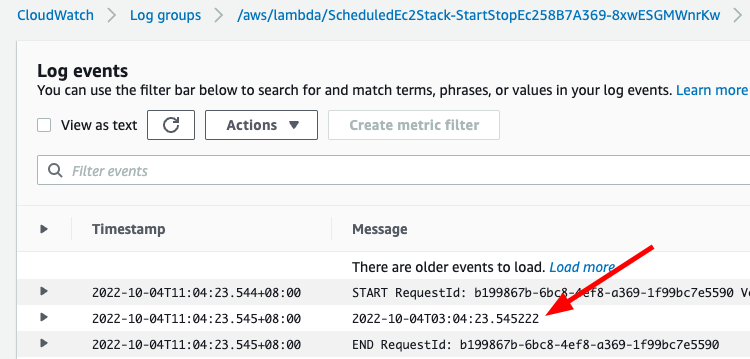 CloudWatch > Log groups > /aws/lambda/ScheduledEc2Stack-StartStopEc258B7A369-8xwESGMWnrKw >
Log events
You can use the filter bar below to search for and match terms, phrases, or values in your log events. Learn more
View as text Actions ▼ Create metric filter
Filter events
Timestamp Message
There are older events to load. Load more
2022-10-04T11:04:23.544+08:00 START RequestId: b199867b-6bc8-4ef8-a369-1f99bc7e5590
2022-10-04T11:04:23.545+08:00 2022-10-04T03:04:23.545222
2022-10-04T11:04:23.545+08:00 END RequestId: b199867b-6bc8-4ef8-a369-1f99bc7e5590